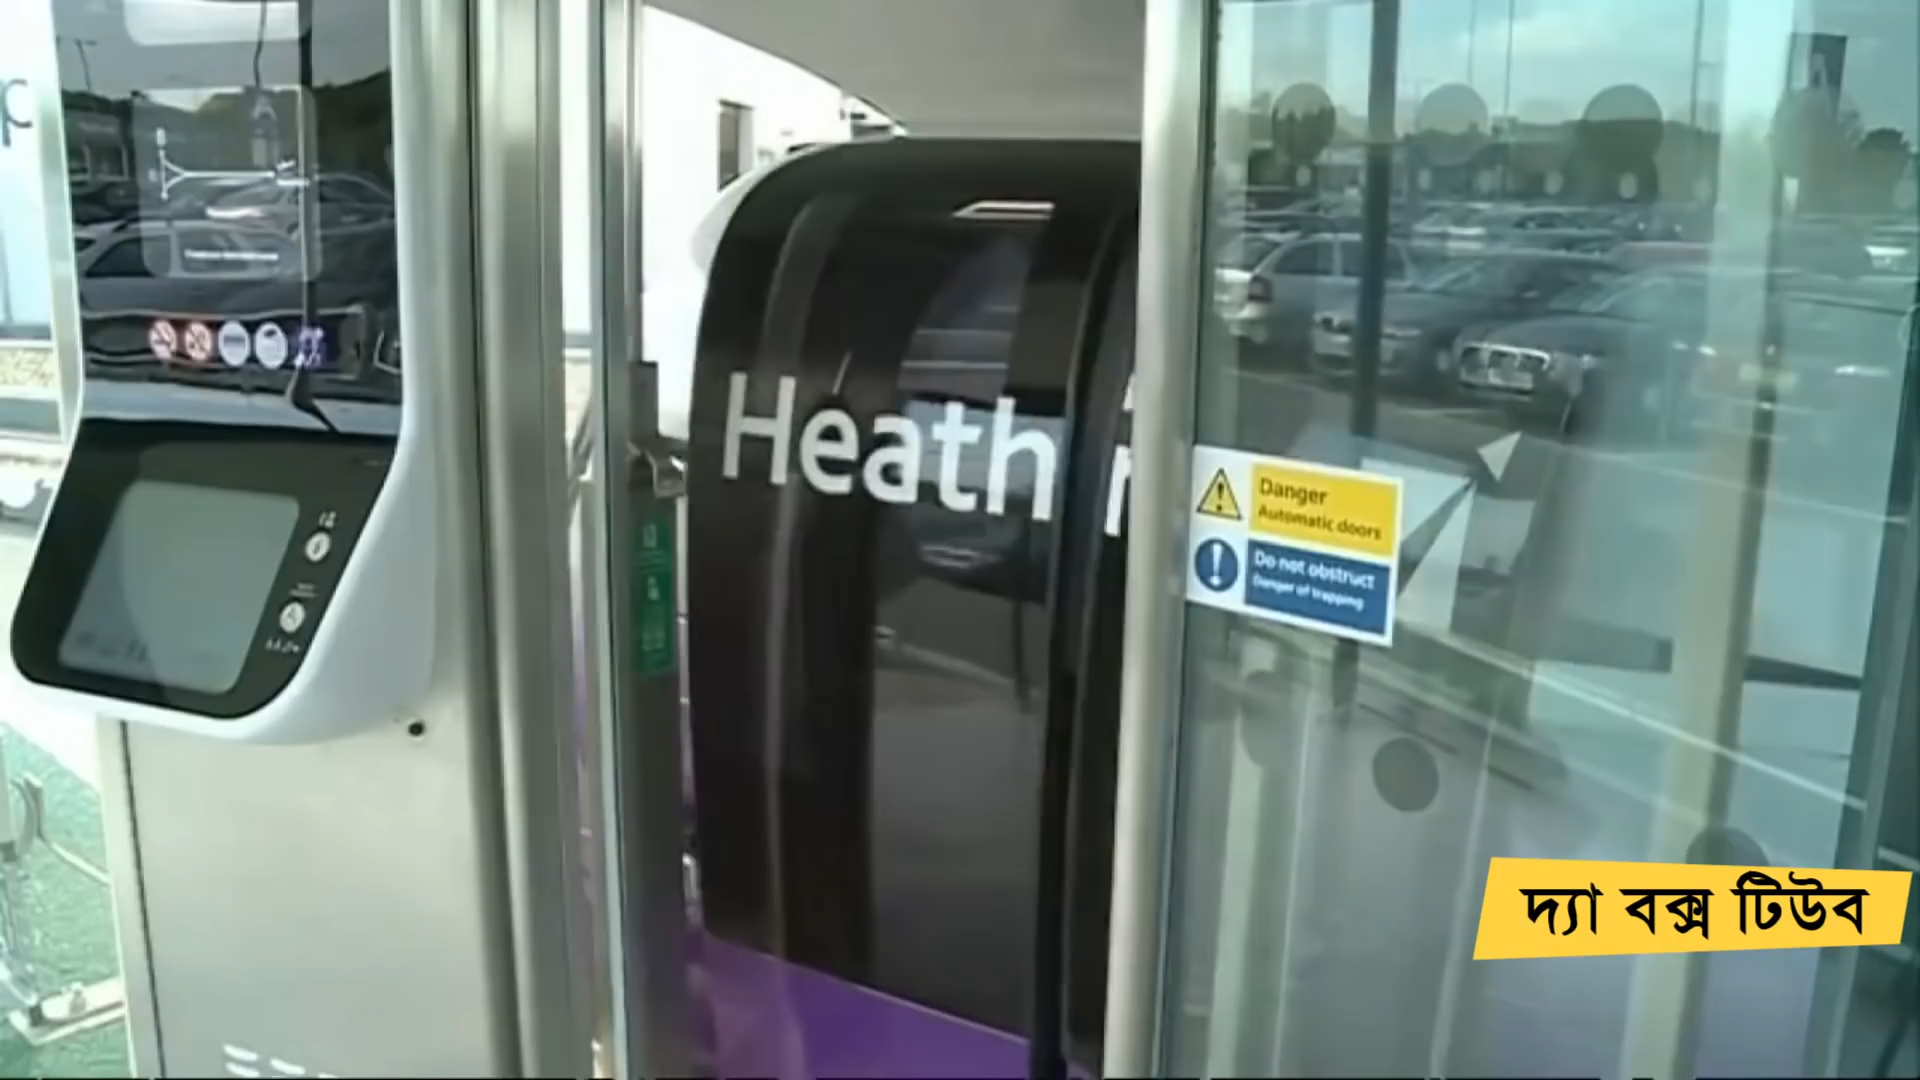 Heath
Danger
Automatic doors
Do not obstruct
Danger of trapping
দ্যা বক্স টিউব